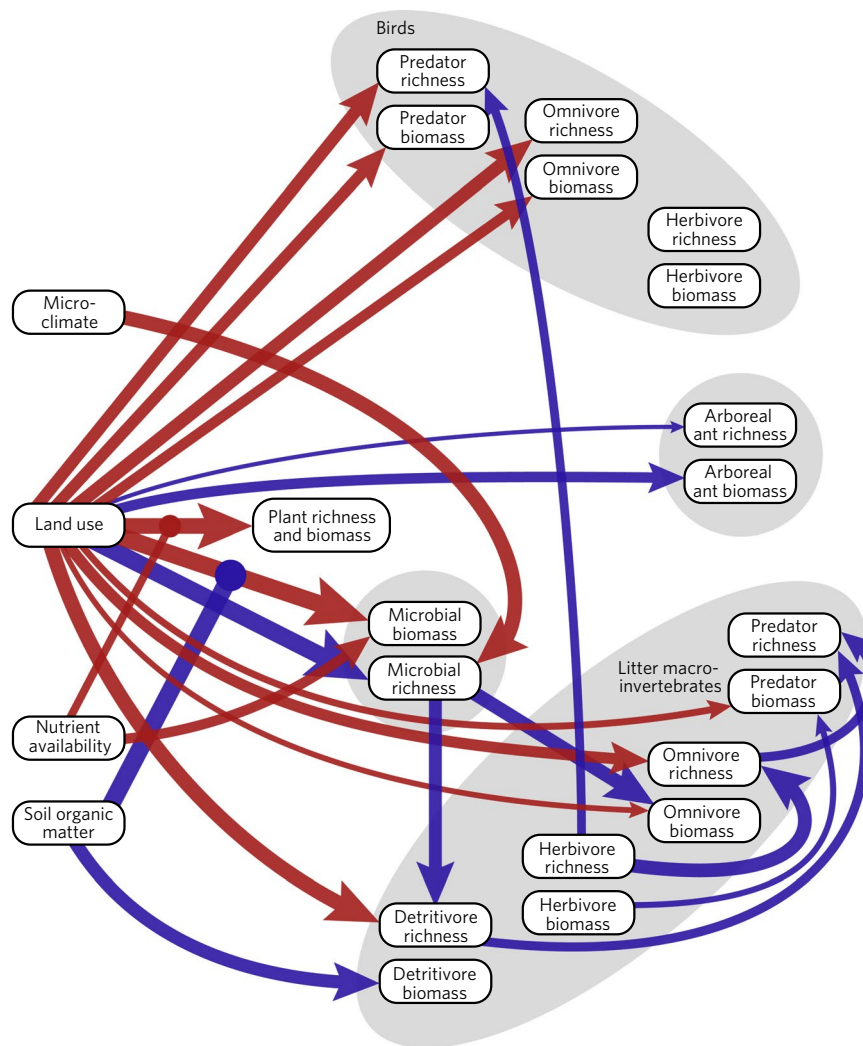 Birds
Predator
richness
Predator
biomass
Omnivore
richness
Omnivore
biomass
Herbivore
richness
Herbivore
biomass
Micro-
climate
Arboreal
ant richness
Arboreal
ant biomass
Land use
Plant richness
and biomass
Microbial
biomass
Microbial
richness
Litter macro-
invertebrates
Predator
richness
Predator
biomass
Nutrient
availability
Omnivore
richness
Omnivore
biomass
Soil organic
matter
Herbivore
richness
Herbivore
biomass
Detritivore
richness
Detritivore
biomass